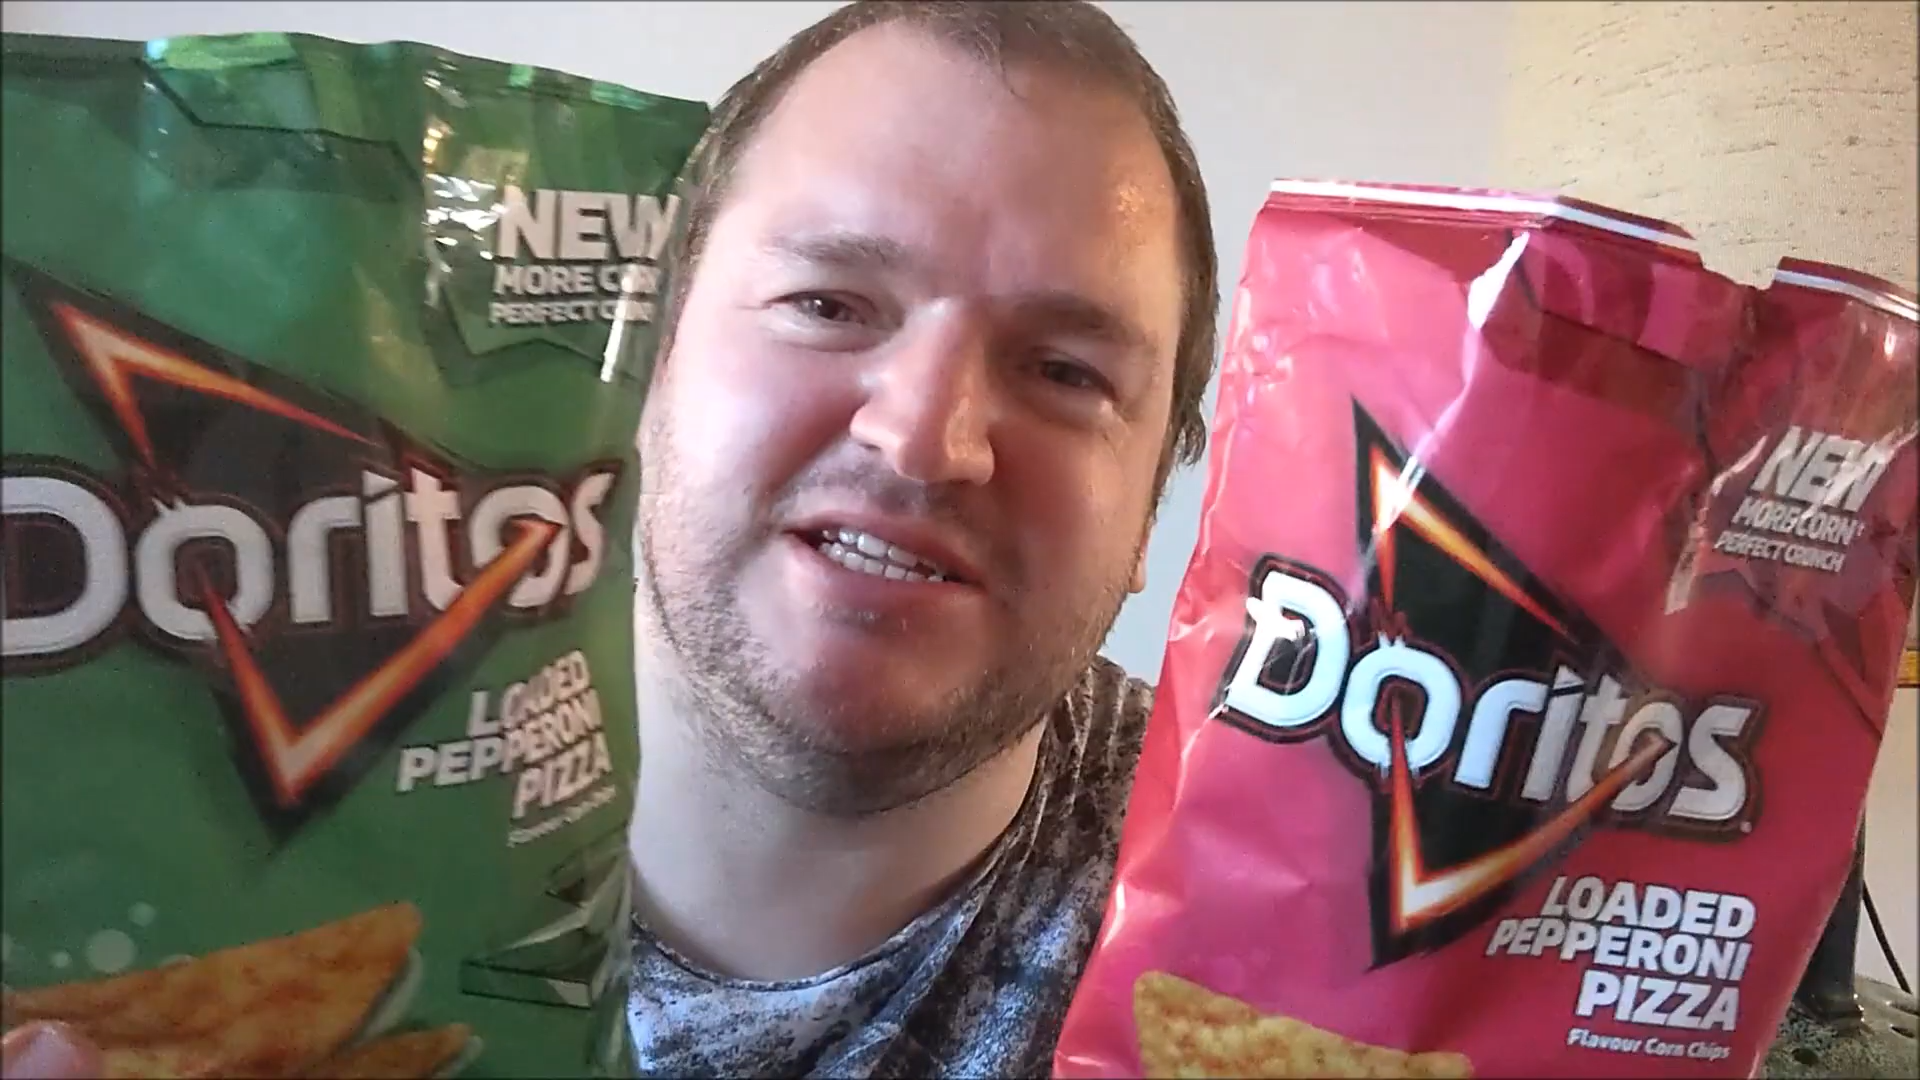 NEW
MORE CORN
PERFECT
Doritos
LOADED
PEPPERONI
PIZZA
NEW
MORE CORN
PERFECT CRUNCH
Doritos
LOADED
PEPPERONI
PIZZA
Flavour Corn Chips